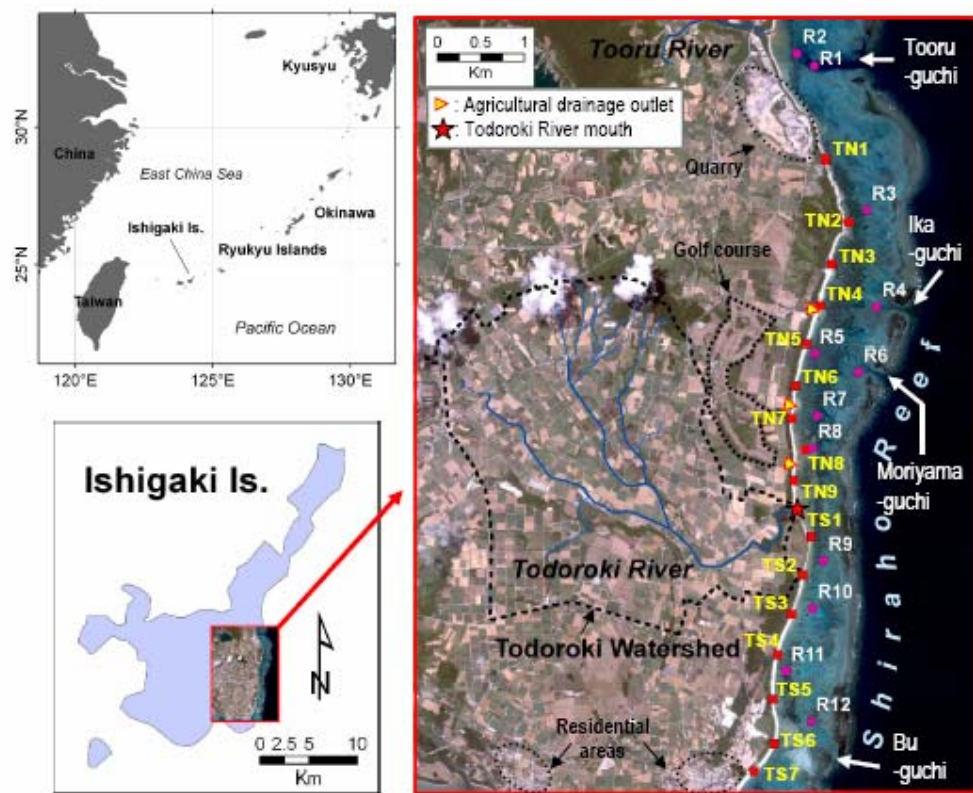 Kyusyu
30°N
China
East China Sea
Okinawa
Ishigaki Is.
Ryukyu Islands
25°N
Taiwan
Pacific Ocean
120°E
125°E
130°E
Ishigaki Is.
N
0 2.5 5 10
Km
0 0.5 1
Km
Tooru River
: Agricultural drainage outlet
: Todoroki River mouth
Quarry
Golf course
Todoroki River
Todoroki Watershed
Residential
areas
R2
R1
Tooru
-guchi
TN1
R3
TN2
Ika
-guchi
TN3
R4
TN4
TN5
R5
R6
TN6
R7
TN7
R8
Moriyama
-guchi
TN8
TN9
TS1
R9
TS2
R10
TS3
TS4
R11
TS5
R12
TS6
Bu
-guchi
TS7
Shiraho Reef